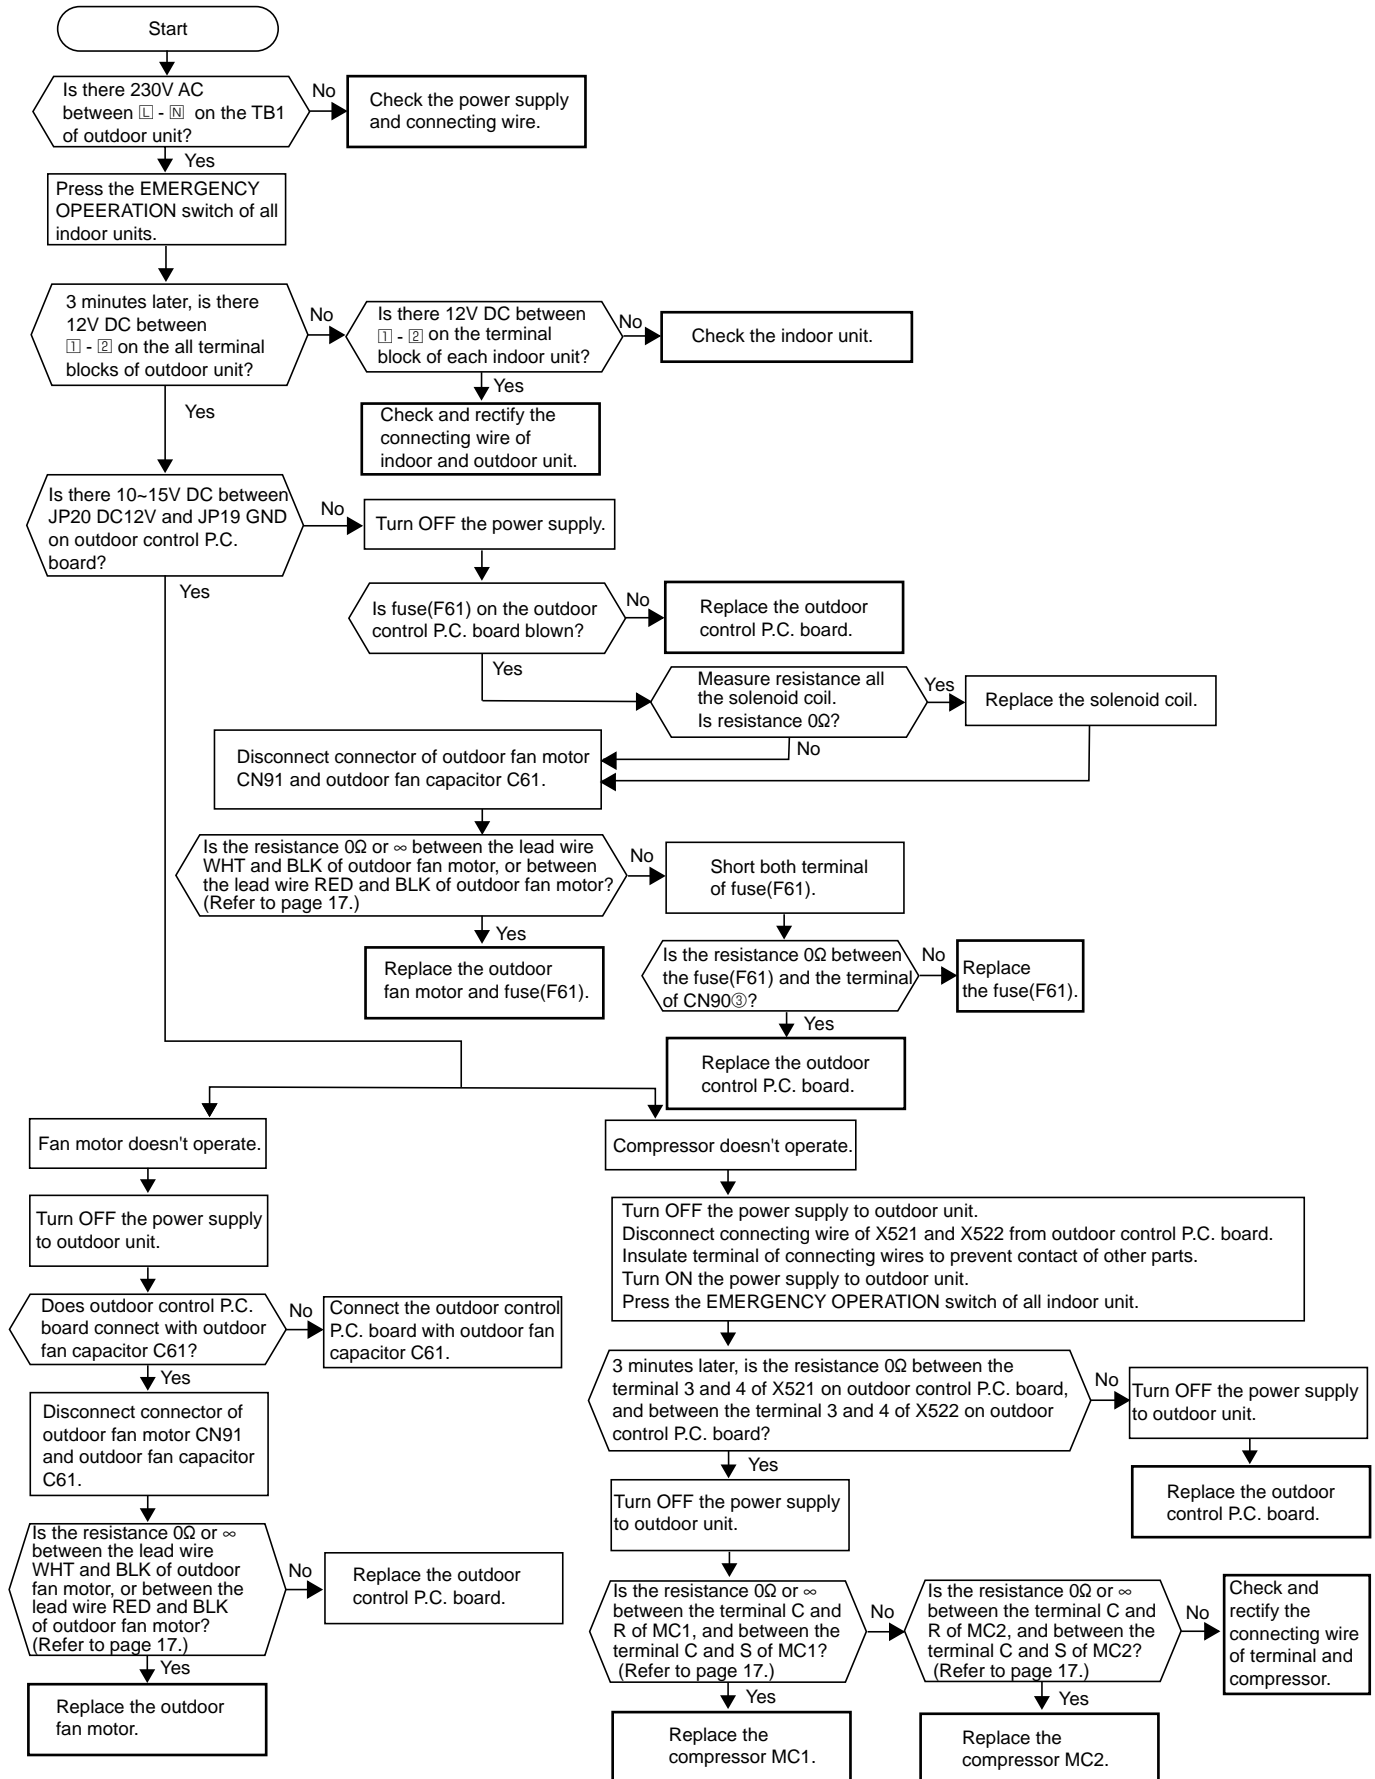 Start
Is there 230V AC
between L - N on the TB1
of outdoor unit?
No
Check the power supply
and connecting wire.
Yes
Press the EMERGENCY
OPEERATION switch of all
indoor units.
3 minutes later, is there
12V DC between
1 - 2 on the all terminal
blocks of outdoor unit?
No
Is there 12V DC between
1 - 2 on the terminal
block of each indoor unit?
No
Check the indoor unit.
Yes
Check and rectify the
connecting wire of
indoor and outdoor unit.
Yes
Is there 10~15V DC between
JP20 DC12V and JP19 GND
on outdoor control P.C.
board?
No
Turn OFF the power supply.
Yes
Is fuse(F61) on the outdoor
control P.C. board blown?
No
Replace the outdoor
control P.C. board.
Yes
Measure resistance all
the solenoid coil.
Is resistance 0Ω?
Yes
Replace the solenoid coil.
No
Disconnect connector of outdoor fan motor
CN91 and outdoor fan capacitor C61.
Is the resistance 0Ω or ∞ between the lead wire
WHT and BLK of outdoor fan motor, or between
the lead wire RED and BLK of outdoor fan motor?
(Refer to page 17.)
No
Short both terminal
of fuse(F61).
Yes
Replace the outdoor
fan motor and fuse(F61).
Is the resistance 0Ω between
the fuse(F61) and the terminal
of CN90③?
No
Replace
the fuse(F61).
Yes
Replace the outdoor
control P.C. board.
Fan motor doesn't operate.
Turn OFF the power supply
to outdoor unit.
Does outdoor control P.C.
board connect with outdoor
fan capacitor C61?
No
Connect the outdoor control
P.C. board with outdoor fan
capacitor C61.
Yes
Disconnect connector of
outdoor fan motor CN91
and outdoor fan capacitor
C61.
Is the resistance 0Ω or ∞
between the lead wire
WHT and BLK of outdoor
fan motor, or between the
lead wire RED and BLK
of outdoor fan motor?
(Refer to page 17.)
No
Replace the outdoor
control P.C. board.
Yes
Replace the outdoor
fan motor.
Compressor doesn't operate.
Turn OFF the power supply to outdoor unit.
Disconnect connecting wire of X521 and X522 from outdoor control P.C. board.
Insulate terminal of connecting wires to prevent contact of other parts.
Turn ON the power supply to outdoor unit.
Press the EMERGENCY OPERATION switch of all indoor unit.
3 minutes later, is the resistance 0Ω between the
terminal 3 and 4 of X521 on outdoor control P.C. board,
and between the terminal 3 and 4 of X522 on outdoor
control P.C. board?
No
Turn OFF the power supply
to outdoor unit.
Replace the outdoor
control P.C. board.
Yes
Turn OFF the power supply
to outdoor unit.
Is the resistance 0Ω or ∞
between the terminal C and
R of MC1, and between the
terminal C and S of MC1?
(Refer to page 17.)
No
Is the resistance 0Ω or ∞
between the terminal C and
R of MC2, and between the
terminal C and S of MC2?
(Refer to page 17.)
No
Check and
rectify the
connecting wire
of terminal and
compressor.
Yes
Replace the
compressor MC1.
Yes
Replace the
compressor MC2.